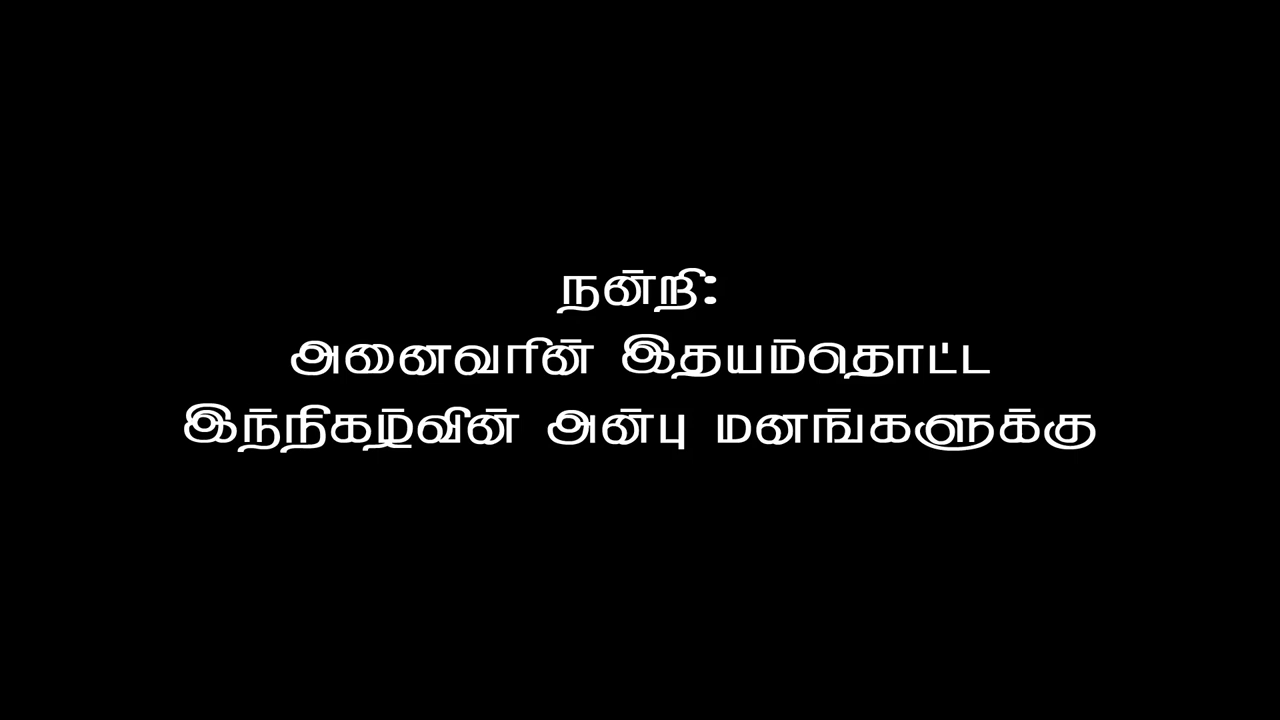 நன்றி:
அனைவரின் இதயம்தொட்ட
இந்நிகழ்வின் அன்பு மனங்களுக்கு